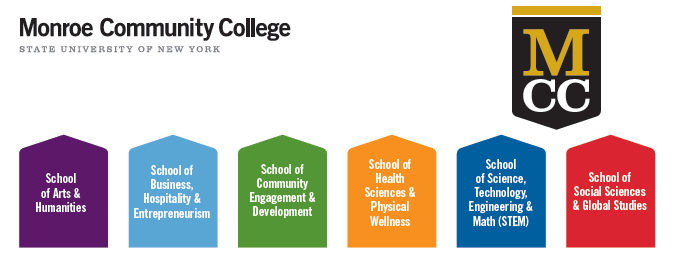 Monroe Community College
STATE UNIVERSITY OF NEW YORK
M
CC
School
of Arts &
Humanities
School of
Business,
Hospitality &
Entrepreneurism
School of
Community
Engagement &
Development
School of
Health
Sciences &
Physical
Wellness
School
of Science,
Technology,
Engineering &
Math (STEM)
School of
Social Sciences
& Global Studies